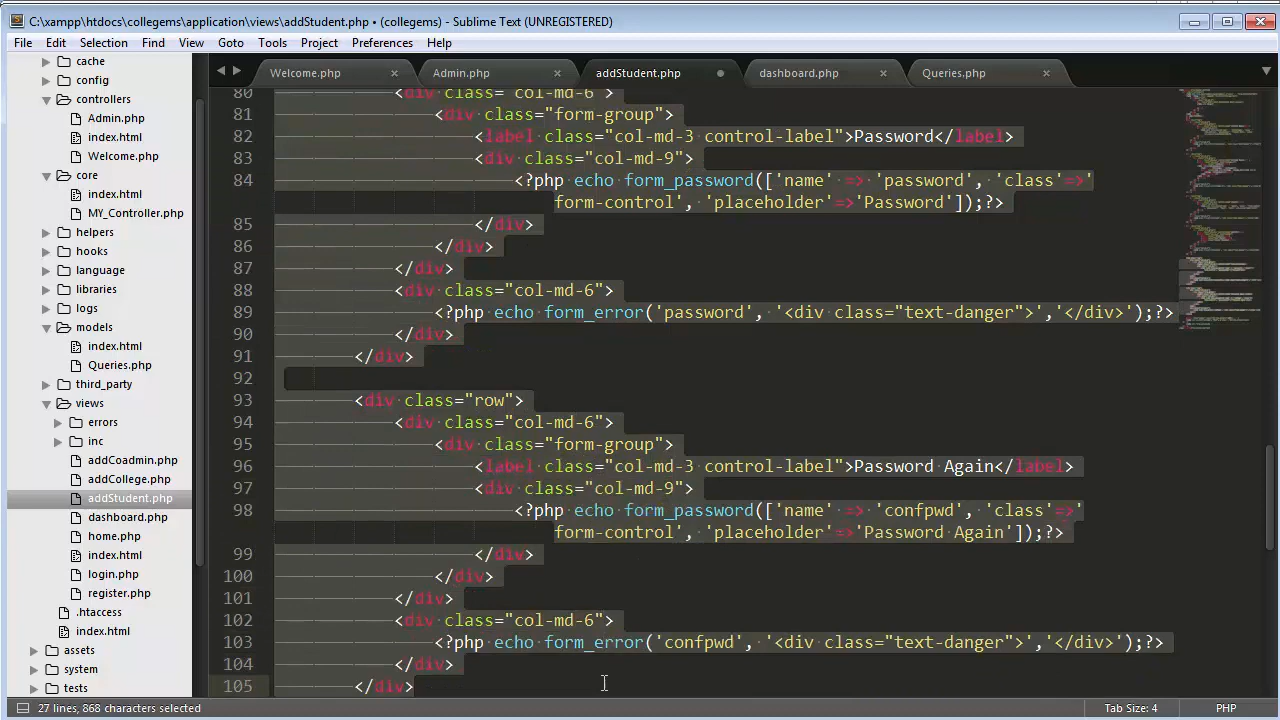 C:\xampp\htdocs\collegems\application\views\addStudent.php • (collegems) - Sublime Text (UNREGISTERED)
File Edit Selection Find View Goto Tools Project Preferences Help
cache
config
controllers
Admin.php
index.html
Welcome.php
core
index.html
MY_Controller.php
helpers
hooks
language
libraries
logs
models
index.html
Queries.php
third_party
views
errors
inc
addCoadmin.php
addCollege.php
addStudent.php
dashboard.php
home.php
index.html
login.php
register.php
.htaccess
index.html
assets
system
tests
Welcome.php × Admin.php × addStudent.php • dashboard.php × Queries.php ×
80 <div class="col-md-6">
81 <div class="form-group">
82 <label class="col-md-3 control-label">Password</label>
83 <div class="col-md-9">
84 <?php echo form_password(['name' => 'password', 'class'=>'
form-control', 'placeholder'=>'Password']);?>
85 </div>
86 </div>
87 </div>
88 <div class="col-md-6">
89 <?php echo form_error('password', '<div class="text-danger">','</div>');?>
90 </div>
91 </div>
92
93 <div class="row">
94 <div class="col-md-6">
95 <div class="form-group">
96 <label class="col-md-3 control-label">Password Again</label>
97 <div class="col-md-9">
98 <?php echo form_password(['name' => 'confpwd', 'class'=>'
form-control', 'placeholder'=>'Password Again']);?>
99 </div>
100 </div>
101 </div>
102 <div class="col-md-6">
103 <?php echo form_error('confpwd', '<div class="text-danger">','</div>');?>
104 </div>
105 </div>
27 lines, 868 characters selected
Tab Size: 4
PHP